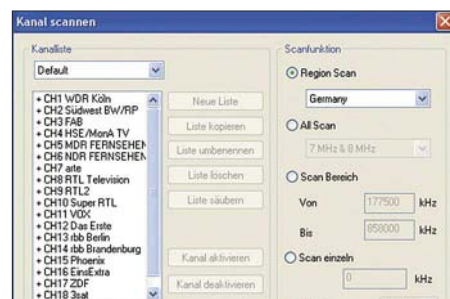 Kanal scannen
Kanalliste
Default
+ CH1 WDR Köln
+ CH2 Südwest BW/RP
+ CH3 FAB
+ CH4 HSE/MonA TV
+ CH5 MDR FERNSEHEN
+ CH6 NDR FERNSEHEN
+ CH7 arte
+ CH8 RTL Television
+ CH9 RTL2
+ CH10 Super RTL
+ CH11 VOX
+ CH12 Das Erste
+ CH13 rbb Berlin
+ CH14 rbb Brandenburg
+ CH15 Phoenix
+ CH16 EinsExtra
+ CH17 ZDF
+ CH18 3sat
Neue Liste
Liste kopieren
Liste umbenennen
Liste löschen
Liste säubern
Kanal aktivieren
Kanal deaktivieren
Scanfunktion
Region Scan
Germany
All Scan
7 MHz & 8 MHz
Scan Bereich
Von 177500 kHz
Bis 858000 kHz
Scan einzeln
0 kHz